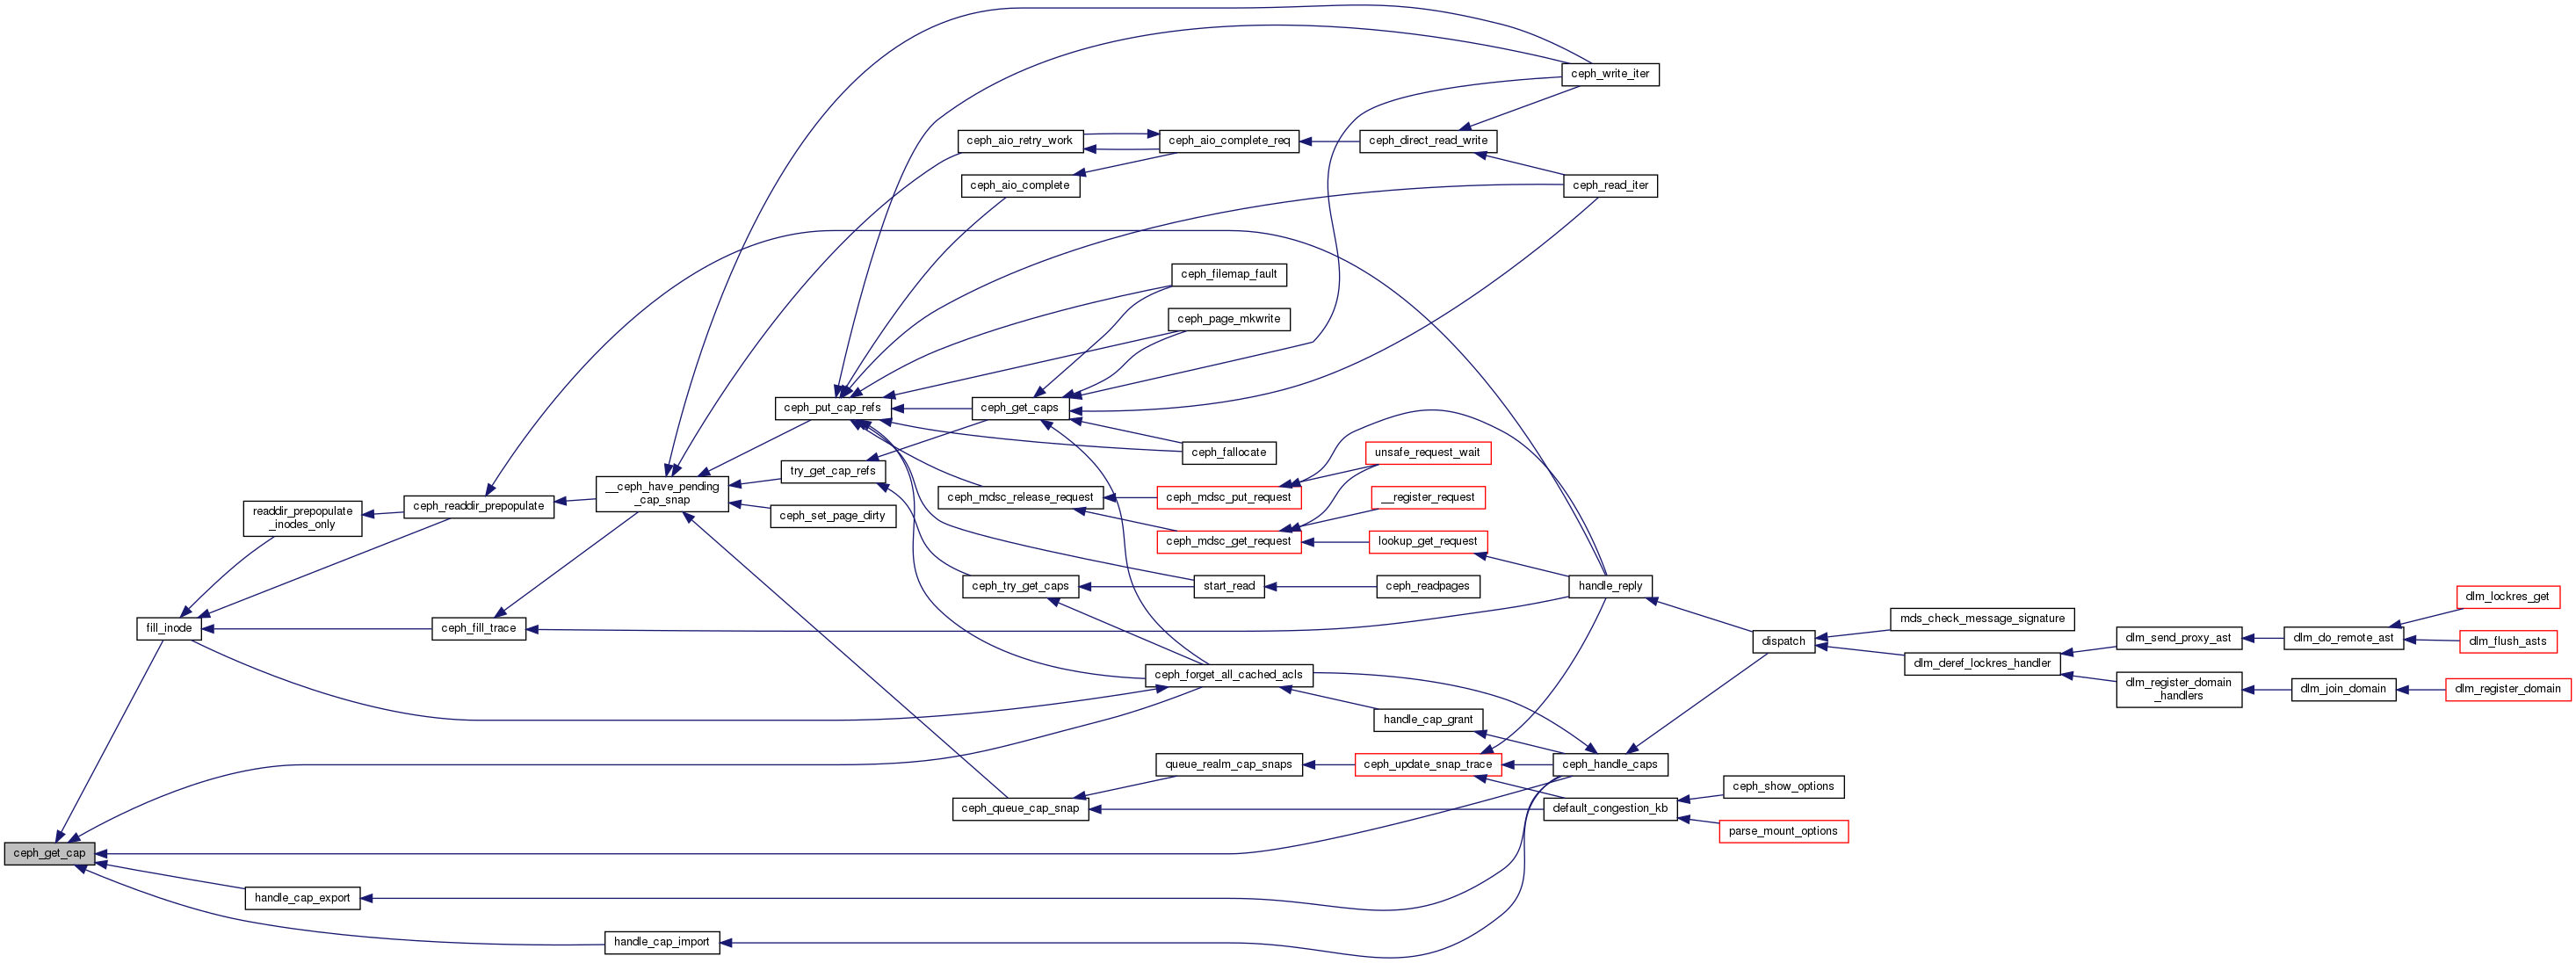 ceph_write_iter
ceph_aio_retry_work
ceph_aio_complete_req
ceph_direct_read_write
ceph_aio_complete
ceph_read_iter
ceph_filemap_fault
ceph_page_mkwrite
ceph_put_cap_refs
ceph_get_caps
ceph_fallocate
unsafe_request_wait
try_get_cap_refs
__ceph_have_pending
_cap_snap
ceph_mdsc_release_request
ceph_mdsc_put_request
__register_request
ceph_readdir_prepopulate
readdir_prepopulate
_inodes_only
ceph_set_page_dirty
ceph_mdsc_get_request
lookup_get_request
ceph_try_get_caps
start_read
ceph_readpages
handle_reply
dlm_lockres_get
fill_inode
ceph_fill_trace
mds_check_message_signature
dispatch
dlm_send_proxy_ast
dlm_do_remote_ast
dlm_flush_asts
dlm_deref_lockres_handler
ceph_forget_all_cached_acls
dlm_register_domain
_handlers
dlm_join_domain
dlm_register_domain
handle_cap_grant
queue_realm_cap_snaps
ceph_update_snap_trace
ceph_handle_caps
ceph_show_options
ceph_queue_cap_snap
default_congestion_kb
parse_mount_options
ceph_get_cap
handle_cap_export
handle_cap_import